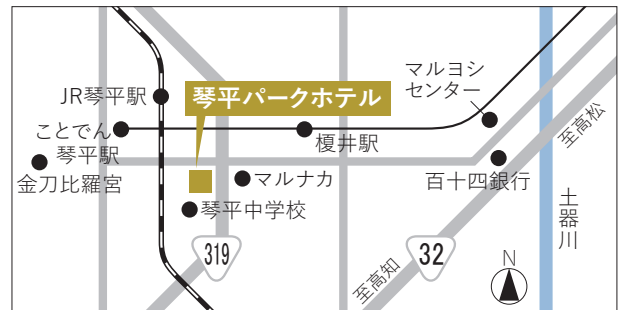 マルヨシ
センター
JR琴平駅
琴平パークホテル
ことでん
琴平駅
榎井駅
至高松
金刀比羅宮
マルナカ
百十四銀行
琴平中学校
土器川
319
32
至高知
N